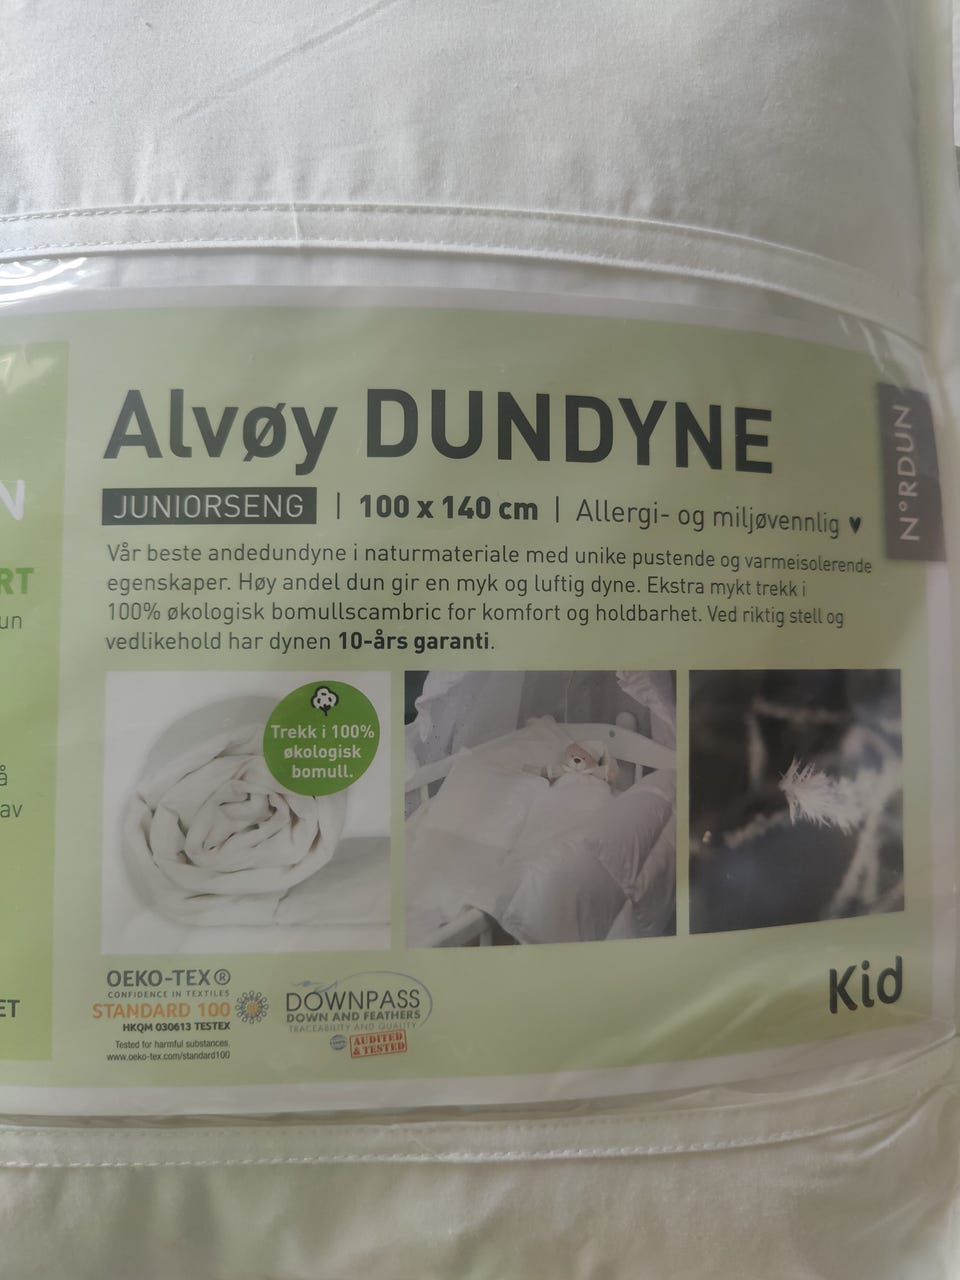 N
RT
un
å
av
ET
Alvøy DUNDYNE
JUNIORSENG | 100 x 140 cm | Allergi- og miljøvennlig ♥
Vår beste andedundyne i naturmateriale med unike pustende og varmeisolerende
egenskaper. Høy andel dun gir en myk og luftig dyne. Ekstra mykt trekk i
100% økologisk bomullscambric for komfort og holdbarhet. Ved riktig stell og
vedlikehold har dynen 10-års garanti.
N°RDUN
Trekk i 100%
økologisk
bomull.
OEKO-TEX®
CONFIDENCE IN TEXTILES
STANDARD 100
HKQM 030613 TESTEX
Tested for harmful substances.
www.oeko-tex.com/standard100
DOWNPASS
DOWN AND FEATHERS
TRACEABILITY AND QUALITY
AUDITED
& TESTED
Kid